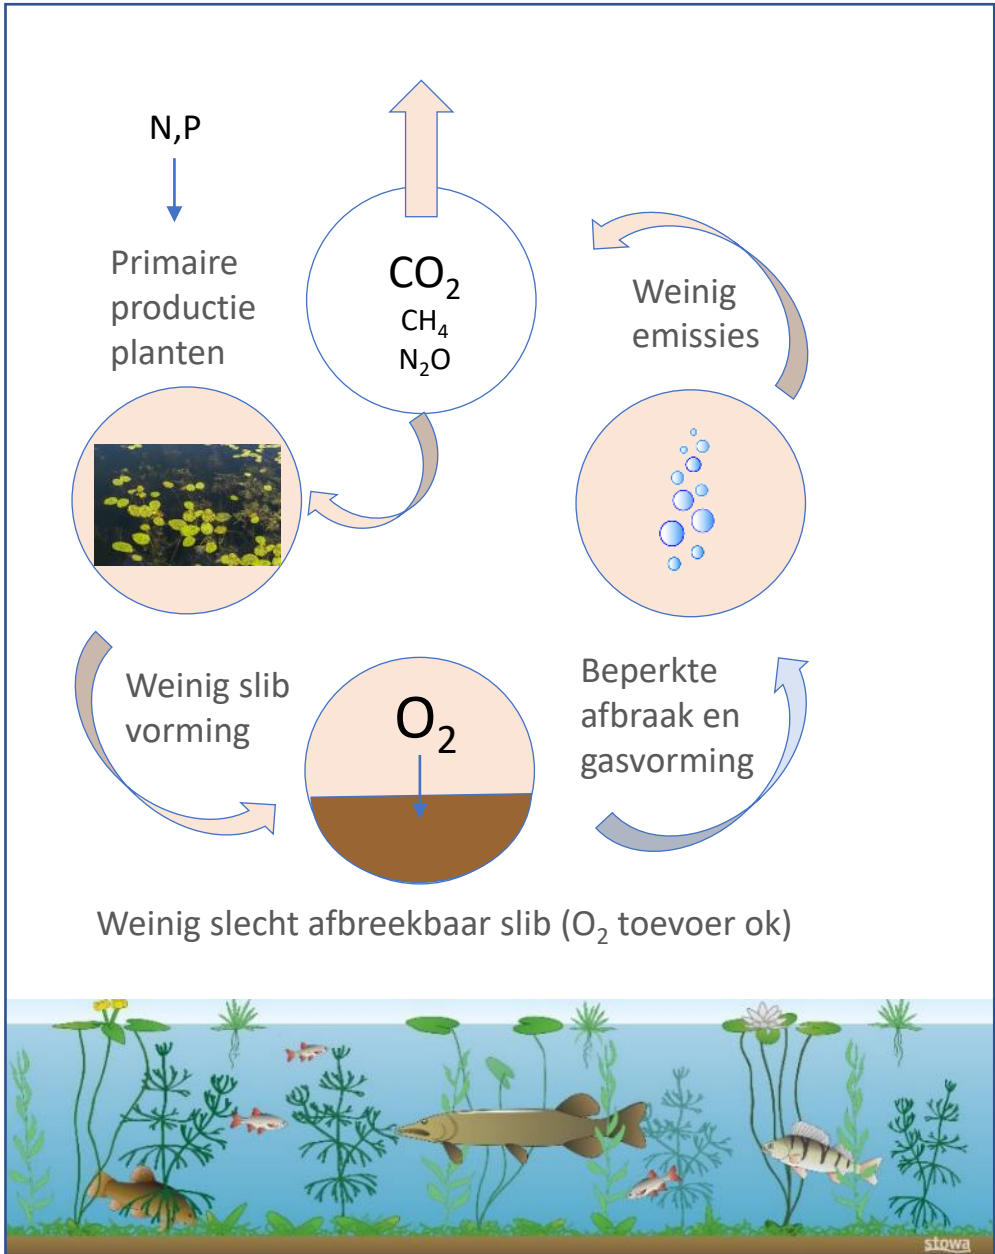 N,P
Primaire
productie
planten
CO₂
CH₄
N₂O
Weinig
emissies
Weinig slib
vorming
O₂
Beperkte
afbraak en
gasvorming
Weinig slecht afbreekbaar slib (O₂ toevoer ok)
stowa